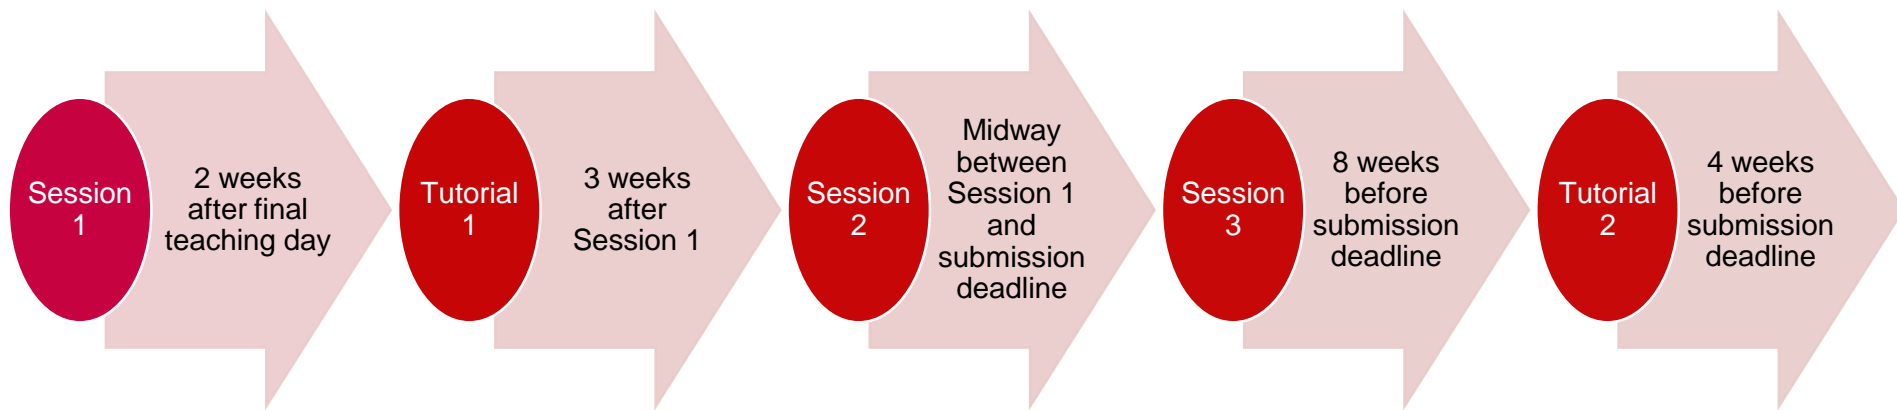 Session
1
2 weeks
after final
teaching day
Tutorial
1
3 weeks
after
Session 1
Session
2
Midway
between
Session 1
and
submission
deadline
Session
3
8 weeks
before
submission
deadline
Tutorial
2
4 weeks
before
submission
deadline